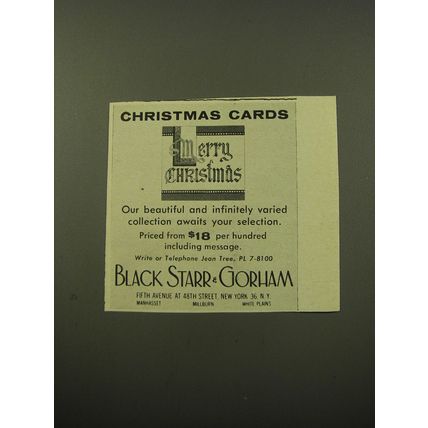 CHRISTMAS CARDS
Merry
CHRISTMAS
Our beautiful and infinitely varied
collection awaits your selection.
Priced from $18 per hundred
including message.
Write or Telephone Jean Tree, PL 7-8100
BLACK STARR & GORHAM
FIFTH AVENUE AT 48TH STREET, NEW YORK 36, N. Y.
MANHASSET MILLBURN WHITE PLAINS